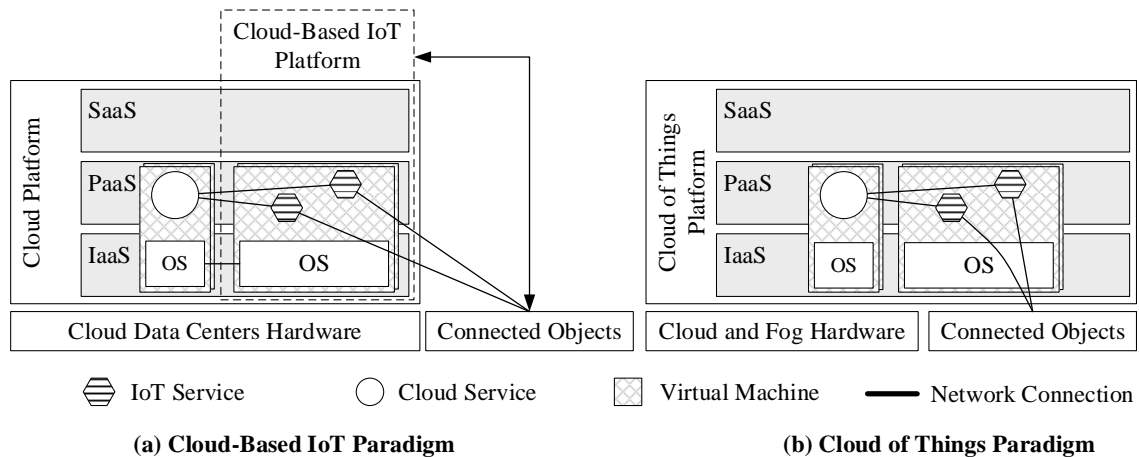 Cloud-Based IoT
Platform
Cloud Platform
SaaS
PaaS
IaaS
OS
OS
Cloud Data Centers Hardware
Connected Objects
Cloud of Things
Platform
SaaS
PaaS
IaaS
OS
OS
Cloud and Fog Hardware
Connected Objects
IoT Service
Cloud Service
Virtual Machine
Network Connection
(a) Cloud-Based IoT Paradigm
(b) Cloud of Things Paradigm